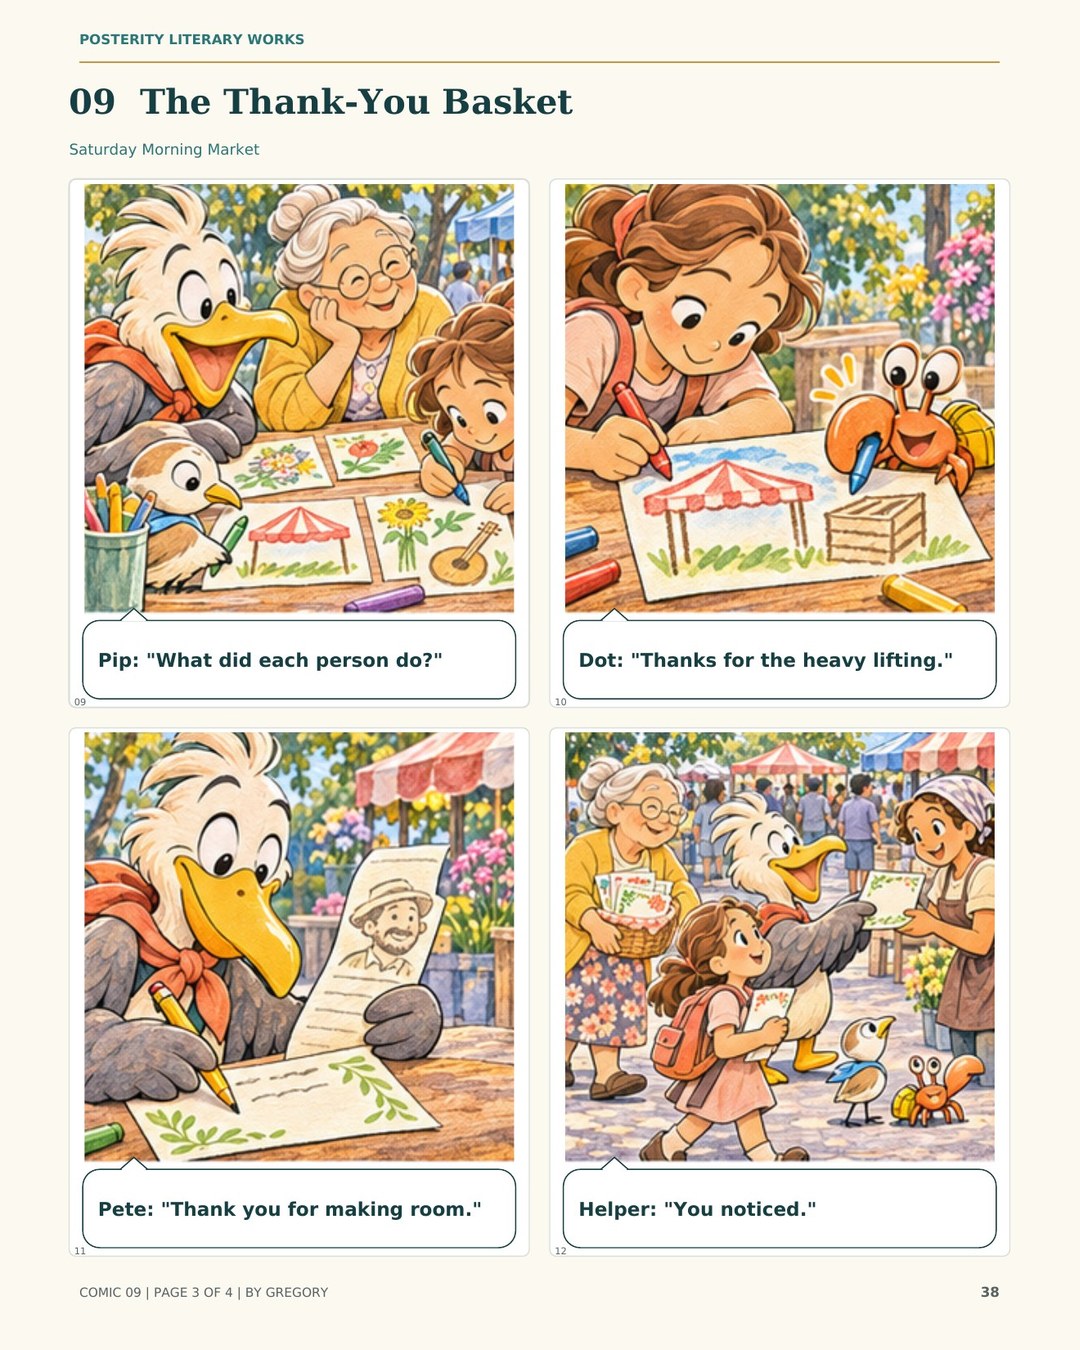 POSTERITY LITERARY WORKS
09 The Thank-You Basket
Saturday Morning Market
Pip: "What did each person do?"
09
Dot: "Thanks for the heavy lifting."
10
Pete: "Thank you for making room."
11
Helper: "You noticed."
12
COMIC 09 | PAGE 3 OF 4 | BY GREGORY
38